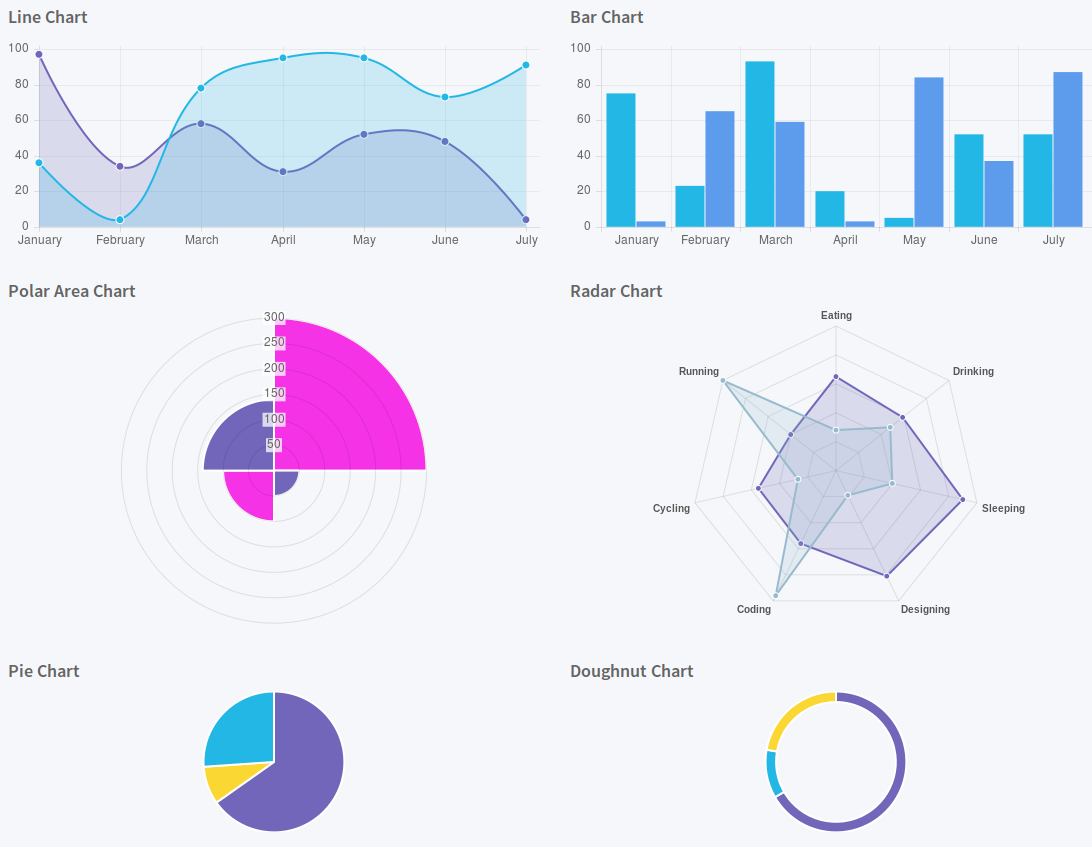 Line Chart
100
80
60
40
20
0
January February March April May June July
Bar Chart
100
80
60
40
20
0
January February March April May June July
Polar Area Chart
300
250
200
150
100
50
Radar Chart
Eating
Running Drinking
Cycling Sleeping
Coding Designing
Pie Chart
Doughnut Chart